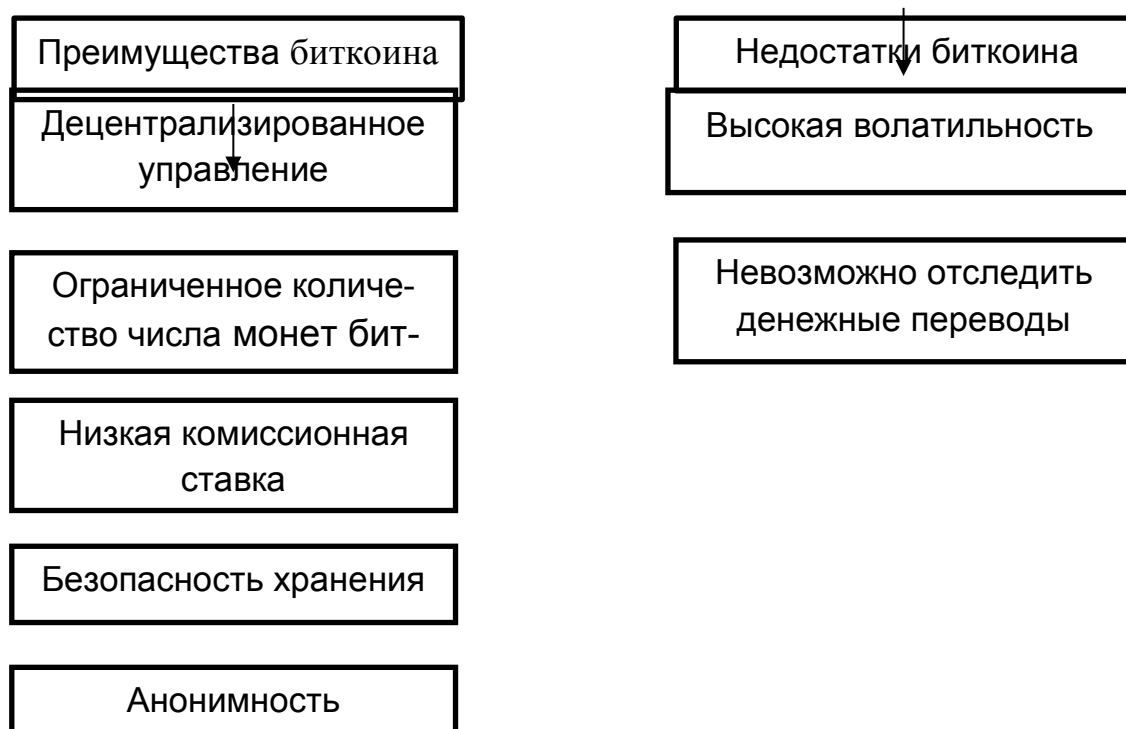 Преимущества биткоина
Децентрализированное
управление
Ограниченное количе-
ство числа монет бит-
Низкая комиссионная
ставка
Безопасность хранения
Анонимность
Недостатки биткоина
Высокая волатильность
Невозможно отследить
денежные переводы